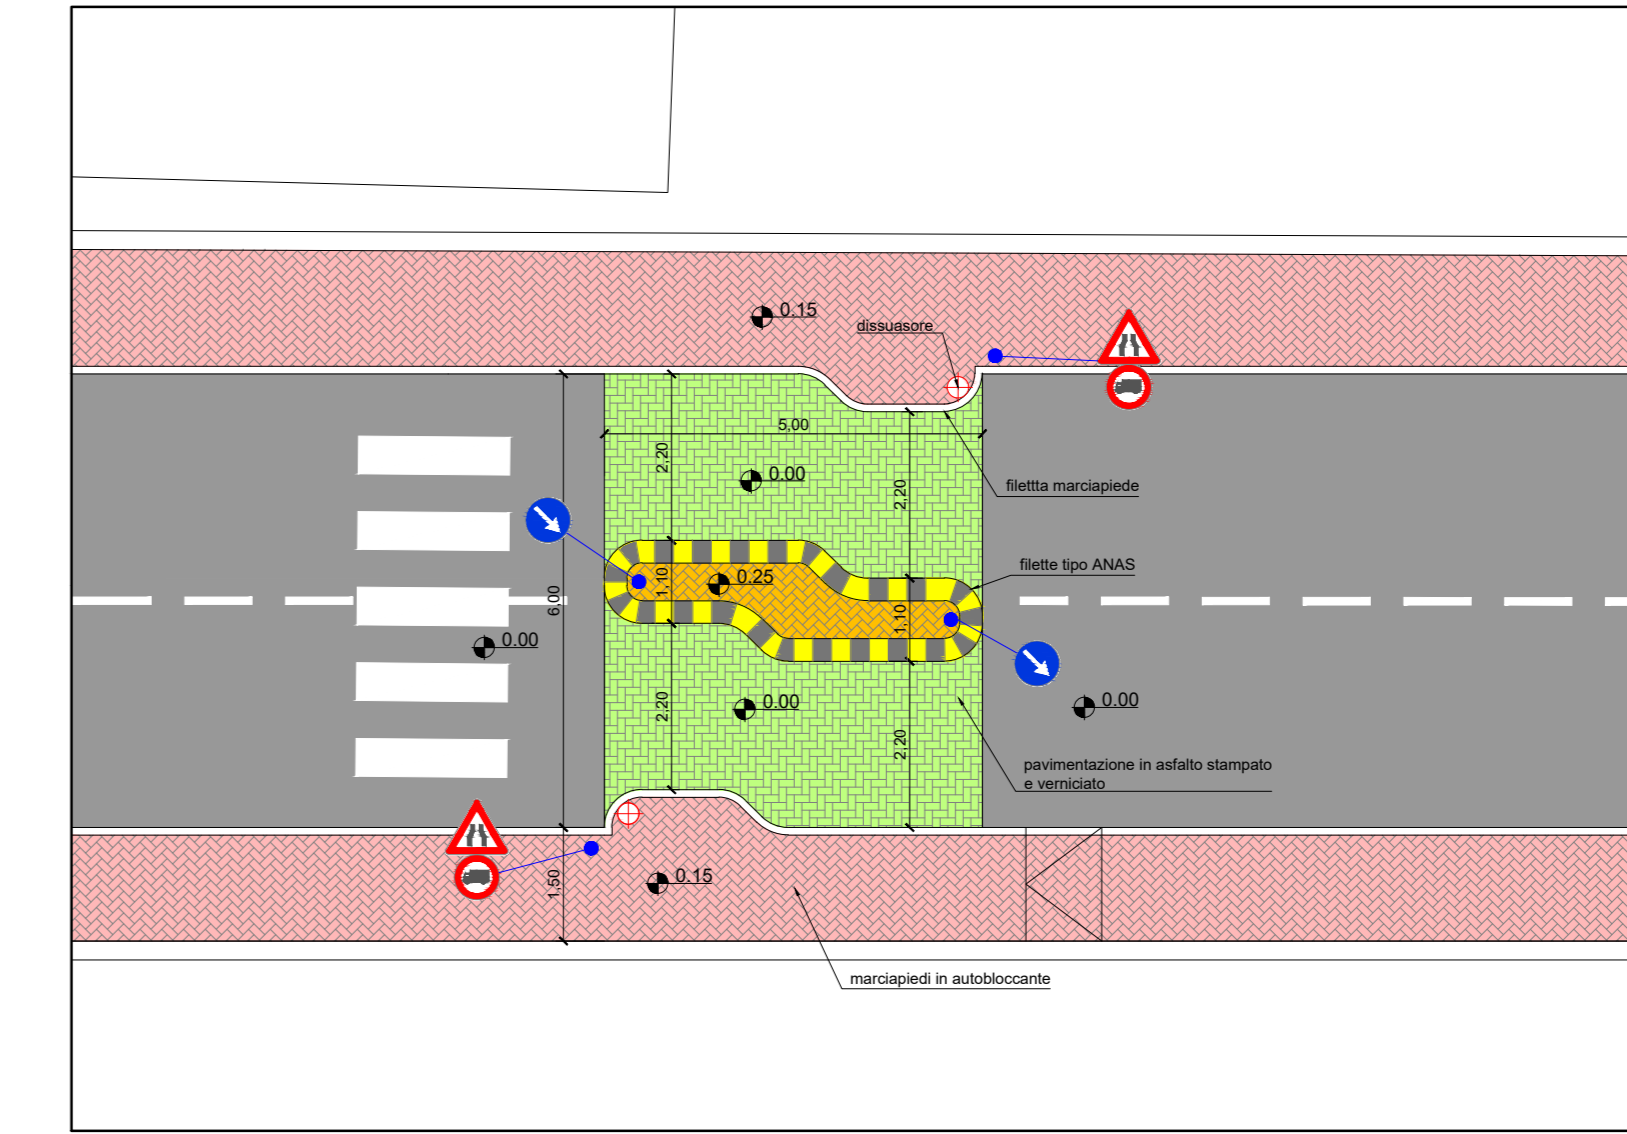 0.15
dissuasore
5,00
2,20
0.00
2,20
filettta marciapiede
filette tipo ANAS
0.25
1,10
6,00
1,10
0.00
2,20
0.00
0.00
2,20
pavimentazione in asfalto stampato
e verniciato
1,50
0.15
marciapiedi in autobloccante